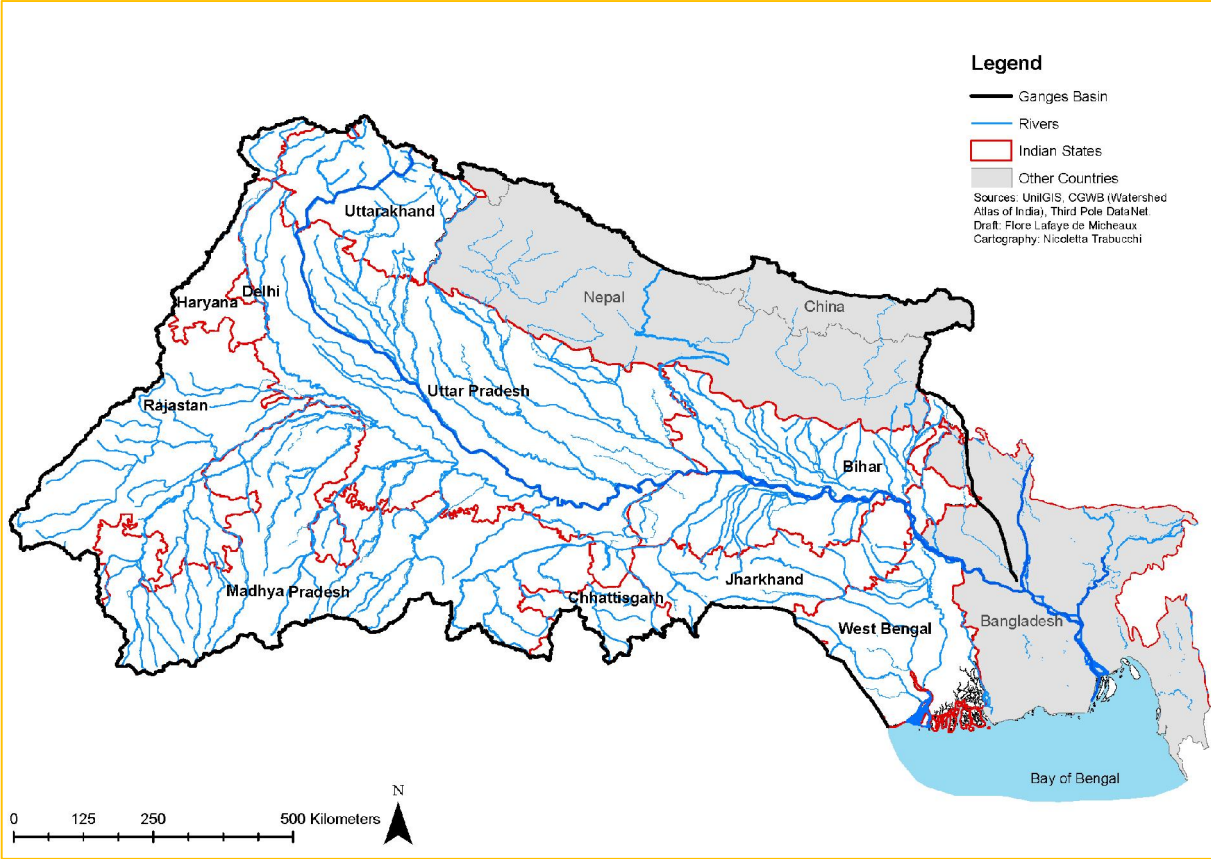 Legend
Ganges Basin
Rivers
Indian States
Other Countries
Sources: UnilGIS, CGWB (Watershed
Atlas of India), Third Pole DataNet.
Draft: Flore Lafaye de Micheaux
Cartography: Nicoletta Trabucchi
Uttarakhand
Delhi
Haryana
Nepal
China
Uttar Pradesh
Rajastan
Bihar
Jharkhand
Madhya Pradesh
Chhattisgarh
West Bengal
Bangladesh
Bay of Bengal
N
0 125 250 500 Kilometers